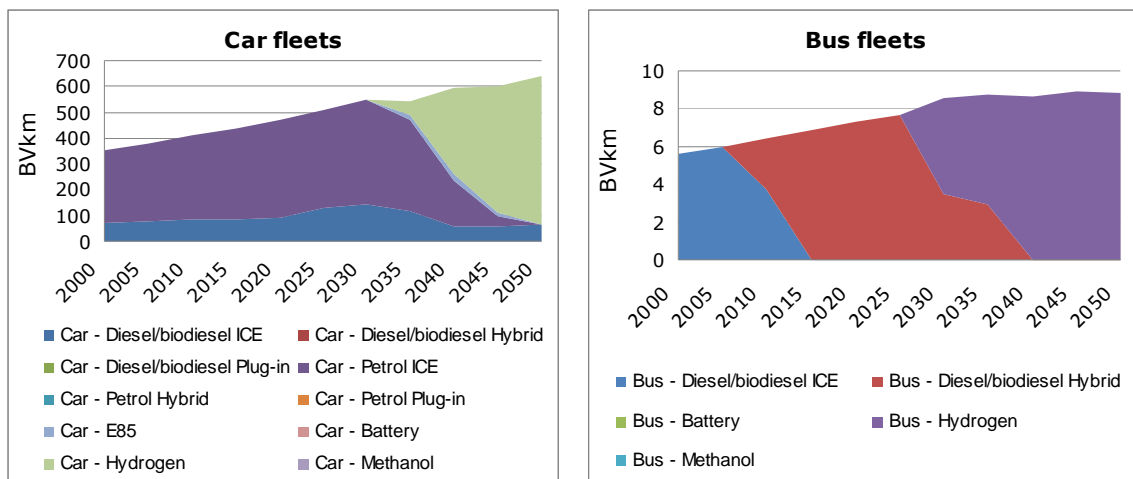 Car fleets
BVkm
700
600
500
400
300
200
100
0
2000 2005 2010 2015 2020 2025 2030 2035 2040 2045 2050
Car - Diesel/biodiesel ICE Car - Diesel/biodiesel Hybrid
Car - Diesel/biodiesel Plug-in Car - Petrol ICE
Car - Petrol Hybrid Car - Petrol Plug-in
Car - E85 Car - Battery
Car - Hydrogen Car - Methanol
Bus fleets
BVkm
10
8
6
4
2
0
2000 2005 2010 2015 2020 2025 2030 2035 2040 2045 2050
Bus - Diesel/biodiesel ICE Bus - Diesel/biodiesel Hybrid
Bus - Battery Bus - Hydrogen
Bus - Methanol